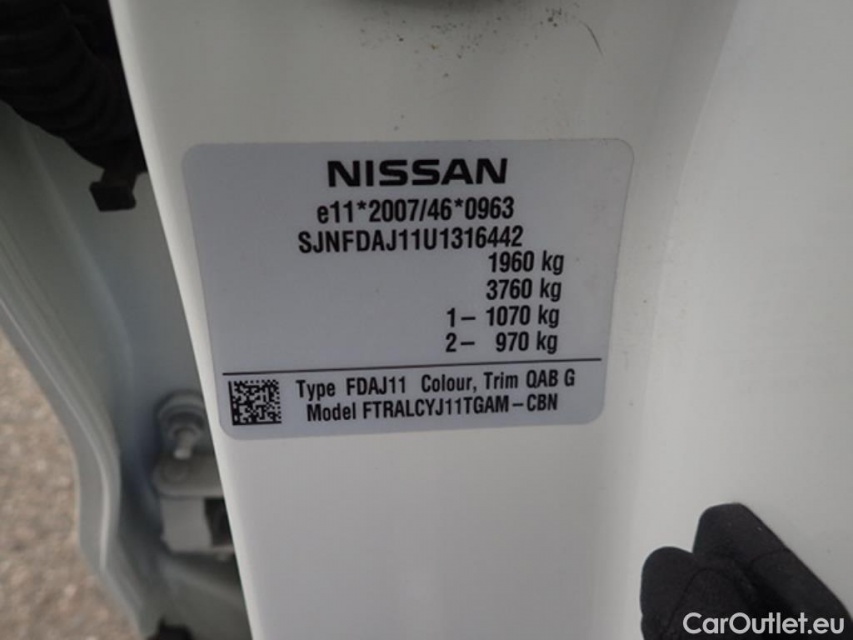 NISSAN
e11*2007/46*0963
SJNFDAJ11U1316442
1960 kg
3760 kg
1– 1070 kg
2– 970 kg
Type FDAJ11 Colour, Trim QAB G
Model FTRALCYJ11TGAM–CBN
CarOutlet.eu